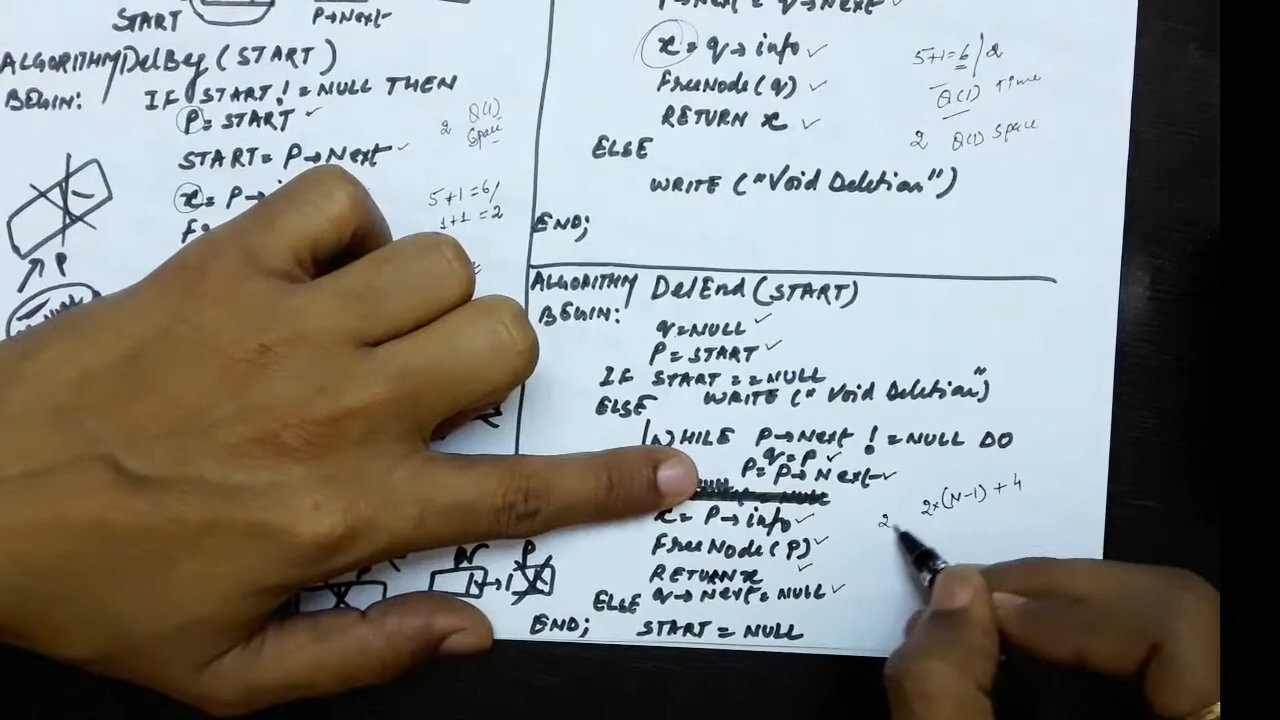 START P→Next
ALGORITHM DelBeg (START)
BEGIN: IF START != NULL THEN
P = START ✓
START = P→Next ✓
x = P→
2 θ(1)
Space
5+1=6/
1+1=2
P
x = q→info ✓
FreeNode(q) ✓
RETURN x ✓
ELSE
WRITE ("Void Deletion")
END;
5+1=6/2
θ(1) Time
2 θ(1) Space
ALGORITHM DelEnd (START)
BEGIN:
q=NULL ✓
P = START ✓
IF START == NULL
WRITE (" Void Deletion")
ELSE
WHILE P→Next != NULL DO
q=P ✓
P= P→Next ✓
= NULL
x = P→info ✓
FreeNode(P) ✓
RETURN x ✓
ELSE q→Next = NULL ✓
END; START = NULL
2×(N-1) + 4
2
P